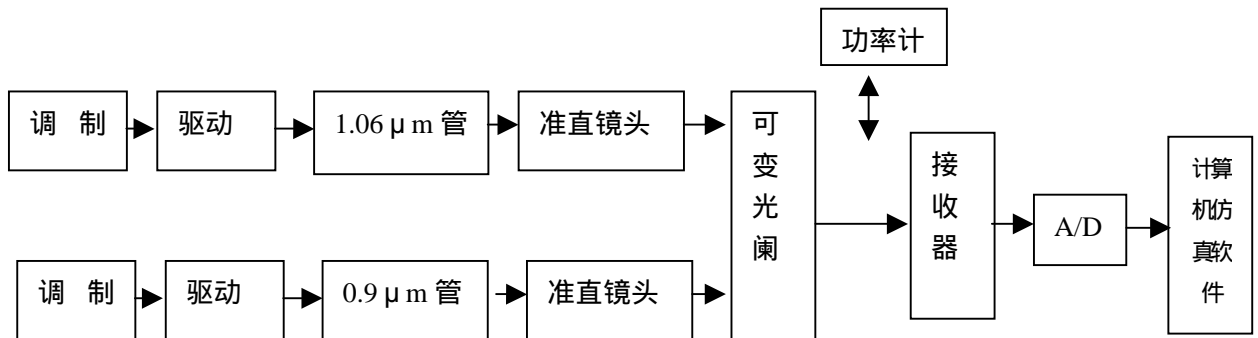 功率计
调 制
驱动
1.06 μm 管
准直镜头
可
变
光
阑
接
收
器
A/D
计算
机仿
真软
件
调 制
驱动
0.9 μm 管
准直镜头